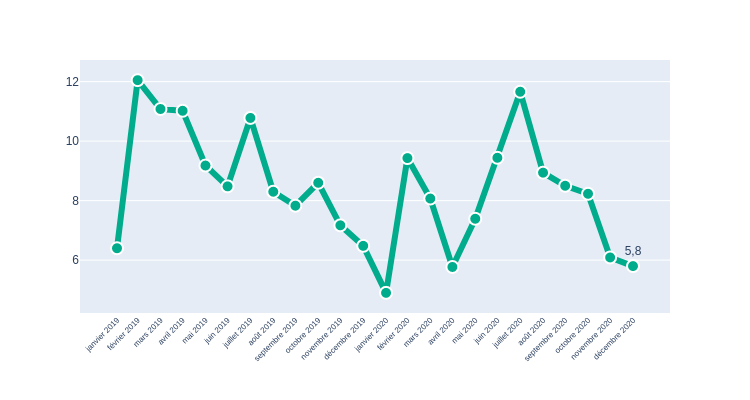 12
10
8
6
5,8
janvier 2019
février 2019
mars 2019
avril 2019
mai 2019
juin 2019
juillet 2019
août 2019
septembre 2019
octobre 2019
novembre 2019
décembre 2019
janvier 2020
février 2020
mars 2020
avril 2020
mai 2020
juin 2020
juillet 2020
août 2020
septembre 2020
octobre 2020
novembre 2020
décembre 2020